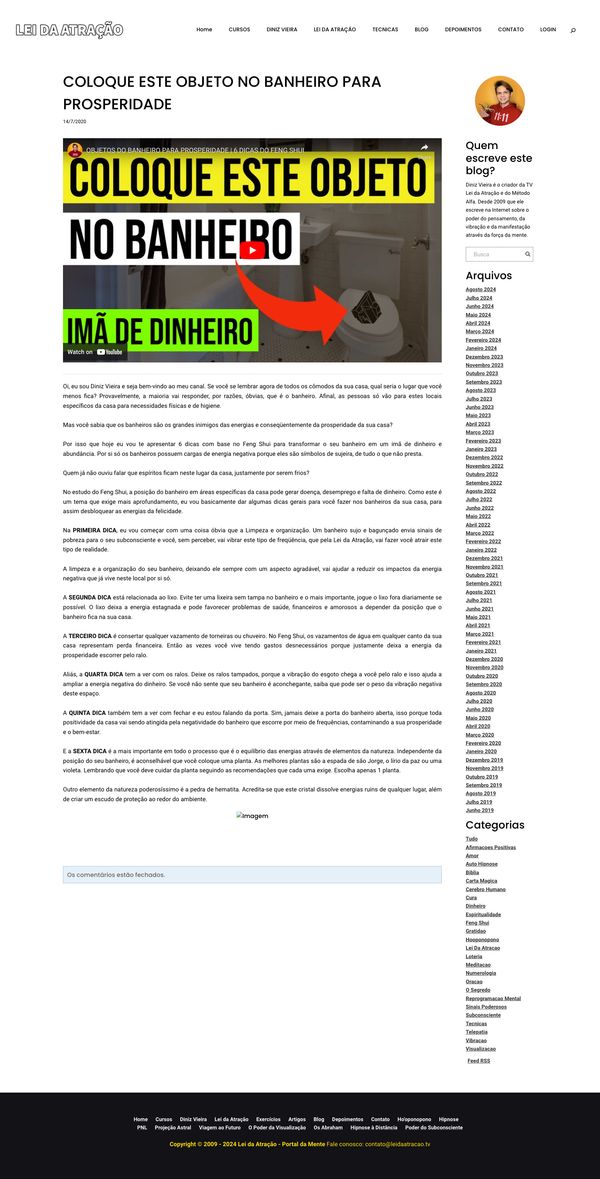 LEI DA ATRAÇÃO
Home CURSOS DINIZ VIEIRA LEI DA ATRAÇÃO TECNICAS BLOG DEPOIMENTOS CONTATO LOGIN
COLOQUE ESTE OBJETO NO BANHEIRO PARA
PROSPERIDADE
14/7/2020
OBJETOS DO BANHEIRO PARA PROSPERIDADE | 6 DICAS DO FENG SHUI
COLOQUE ESTE OBJETO
NO BANHEIRO
IMÃ DE DINHEIRO
Watch on YouTube
Oi, eu sou Diniz Vieira e seja bem-vindo ao meu canal. Se você se lembrar agora de todos os cômodos da sua casa, qual seria o lugar que você
menos fica? Provavelmente, a maioria vai responder, por razões, óbvias, que é o banheiro. Afinal, as pessoas só vão para estes locais
específicos da casa para necessidades físicas e de higiene.
Mas você sabia que os banheiros são os grandes inimigos das energias e conseqüentemente da prosperidade da sua casa?
Por isso que hoje eu vou te apresentar 6 dicas com base no Feng Shui para transformar o seu banheiro em um imã de dinheiro e
abundância. Por si só os banheiros possuem cargas de energia negativa porque eles são símbolos de sujeira, de tudo o que não presta.
Quem já não ouviu falar que espíritos ficam neste lugar da casa, justamente por serem frios?
No estudo do Feng Shui, a posição do banheiro em áreas específicas da casa pode gerar doença, desemprego e falta de dinheiro. Como este é
um tema que exige mais aprofundamento, eu vou basicamente dar algumas dicas gerais para você fazer nos banheiros da sua casa, para
assim desbloquear as energias da felicidade.
Na PRIMEIRA DICA, eu vou começar com uma coisa óbvia que a Limpeza e organização. Um banheiro sujo e bagunçado envia sinais de
pobreza para o seu subconsciente e você, sem perceber, vai vibrar este tipo de freqüência, que pela Lei da Atração, vai fazer você atrair este
tipo de realidade.
A limpeza e a organização do seu banheiro, deixando ele sempre com um aspecto agradável, vai ajudar a reduzir os impactos da energia
negativa que já vive neste local por si só.
A SEGUNDA DICA está relacionada ao lixo. Evite ter uma lixeira sem tampa no banheiro e o mais importante, jogue o lixo fora diariamente se
possível. O lixo deixa a energia estagnada e pode favorecer problemas de saúde, financeiros e amorosos a depender da posição que o
banheiro fica na sua casa.
A TERCEIRO DICA é consertar qualquer vazamento de torneiras ou chuveiro. No Feng Shui, os vazamentos de água em qualquer canto da sua
casa representam perda financeira. Então as vezes você vive tendo gastos desnecessários porque justamente deixa a energia da
prosperidade escorrer pelo ralo.
Aliás, a QUARTA DICA tem a ver com os ralos. Deixe os ralos tampados, porque a vibração do esgoto chega a você pelo ralo e isso ajuda a
ampliar a energia negativa do dinheiro. Se você não sente que seu banheiro é aconchegante, saiba que pode ser o peso da vibração negativa
deste espaço.
A QUINTA DICA também tem a ver com fechar e eu estou falando da porta. Sim, jamais deixe a porta do banheiro aberta, isso porque toda
positividade da casa vai sendo atingida pela negatividade do banheiro que escorre por meio de frequências, contaminando a sua prosperidade
e o bem-estar.
E a SEXTA DICA é a mais importante em todo o processo que é o equilíbrio das energias através de elementos da natureza. Independente da
posição do seu banheiro, é aconselhável que você coloque uma planta. As melhores plantas são a espada de são Jorge, o lírio da paz ou uma
violeta. Lembrando que você deve cuidar da planta seguindo as recomendações que cada uma exige. Escolha apenas 1 planta.
Outro elemento da natureza poderosíssimo é a pedra de hematita. Acredita-se que este cristal dissolve energias ruins de qualquer lugar, além
de criar um escudo de proteção ao redor do ambiente.
Imagem
Os comentários estão fechados.
11:11
Quem
escreve este
blog?
Diniz Vieira é o criador da TV
Lei da Atração e do Método
Alfa. Desde 2009 que ele
escreve na Internet sobre o
poder do pensamento, da
vibração e da manifestação
através da força da mente.
Busca
Arquivos
Agosto 2024
Julho 2024
Junho 2024
Maio 2024
Abril 2024
Março 2024
Fevereiro 2024
Janeiro 2024
Dezembro 2023
Novembro 2023
Outubro 2023
Setembro 2023
Agosto 2023
Julho 2023
Junho 2023
Maio 2023
Abril 2023
Março 2023
Fevereiro 2023
Janeiro 2023
Dezembro 2022
Novembro 2022
Outubro 2022
Setembro 2022
Agosto 2022
Julho 2022
Junho 2022
Maio 2022
Abril 2022
Março 2022
Fevereiro 2022
Janeiro 2022
Dezembro 2021
Novembro 2021
Outubro 2021
Setembro 2021
Agosto 2021
Julho 2021
Junho 2021
Maio 2021
Abril 2021
Março 2021
Fevereiro 2021
Janeiro 2021
Dezembro 2020
Novembro 2020
Outubro 2020
Setembro 2020
Agosto 2020
Julho 2020
Junho 2020
Maio 2020
Abril 2020
Março 2020
Fevereiro 2020
Janeiro 2020
Dezembro 2019
Novembro 2019
Outubro 2019
Setembro 2019
Agosto 2019
Julho 2019
Junho 2019
Categorias
Tudo
Afirmacoes Positivas
Amor
Auto Hipnose
Biblia
Carta Magica
Cerebro Humano
Cura
Dinheiro
Espiritualidade
Feng Shui
Gratidao
Hooponopono
Lei Da Atracao
Loteria
Meditacao
Numerologia
Oracao
O Segredo
Reprogramacao Mental
Sinais Poderosos
Subconsciente
Tecnicas
Telepatia
Vibracao
Visualizacao
Feed RSS
Home Cursos Diniz Vieira Lei da Atração Exercícios Artigos Blog Depoimentos Contato Ho'oponopono Hipnose
PNL Projeção Astral Viagem ao Futuro O Poder da Visualização Os Abraham Hipnose à Distância Poder do Subconsciente
Copyright © 2009 - 2024 Lei da Atração - Portal da Mente Fale conosco: contato@leidaatracao.tv